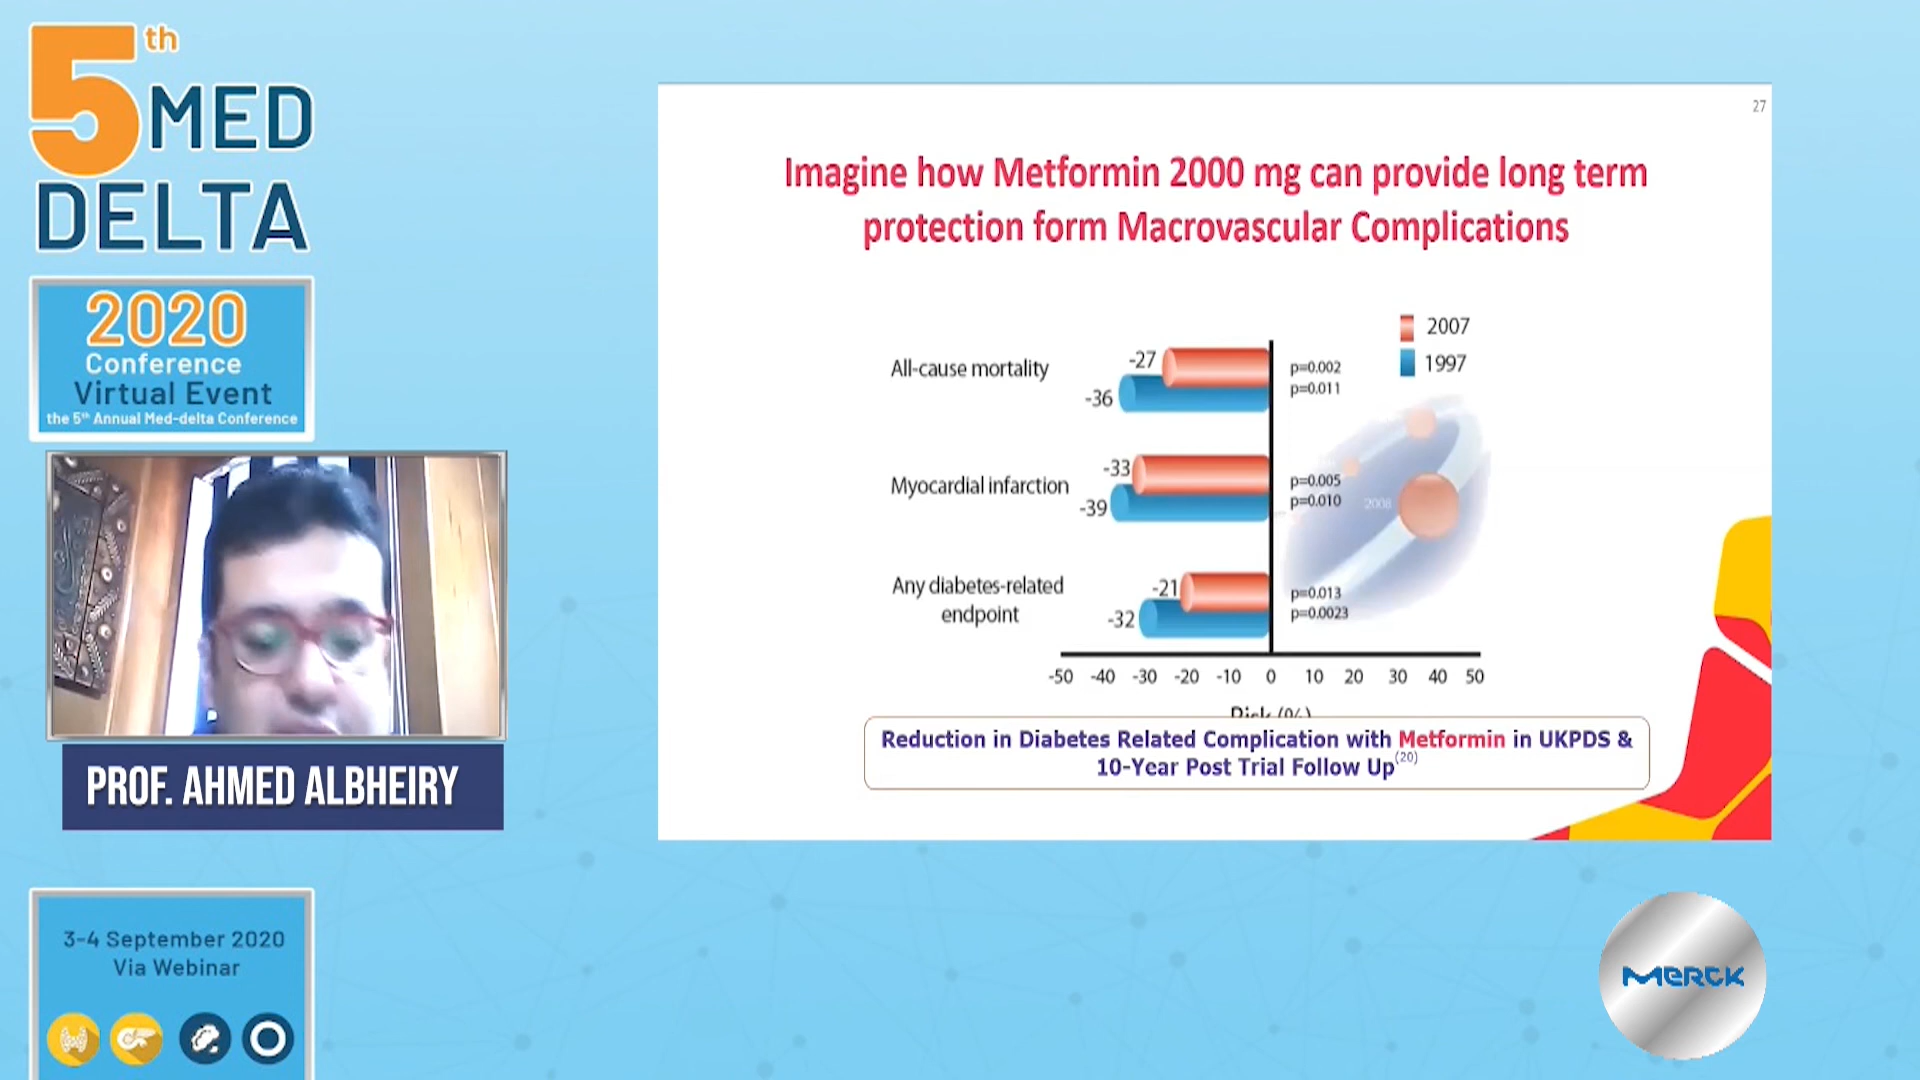 5th MED
DELTA
2020
Conference
Virtual Event
the 5th Annual Med-delta Conference
PROF. AHMED ALBHEIRY
3-4 September 2020
Via Webinar
27
Imagine how Metformin 2000 mg can provide long term
protection form Macrovascular Complications
2007
1997
All-cause mortality
-27
-36
p=0.002
p=0.011
Myocardial infarction
-33
-39
p=0.005
p=0.010
2008
Any diabetes-related
endpoint
-21
-32
p=0.013
p=0.0023
-50 -40 -30 -20 -10 0 10 20 30 40 50
Risk (%)
Reduction in Diabetes Related Complication with Metformin in UKPDS &
10-Year Post Trial Follow Up(20)
MERCK